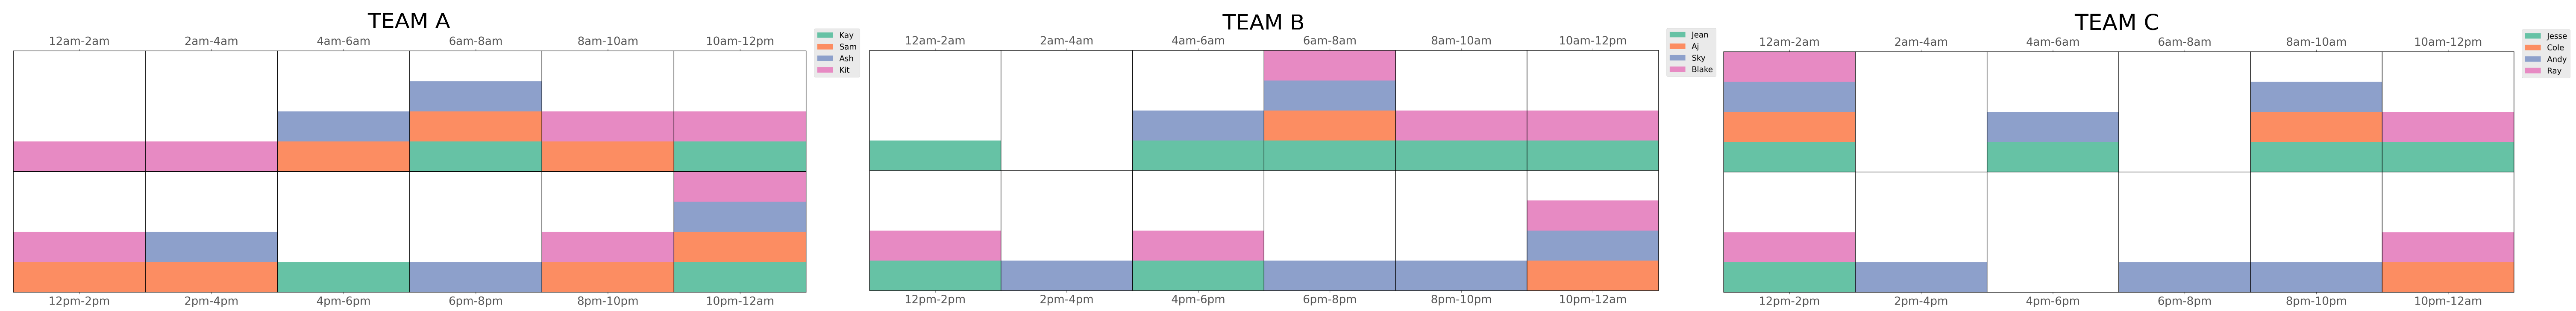 TEAM A
12am-2am 2am-4am 4am-6am 6am-8am 8am-10am 10am-12pm
Kay
Sam
Ash
Kit
12pm-2pm 2pm-4pm 4pm-6pm 6pm-8pm 8pm-10pm 10pm-12am
TEAM B
12am-2am 2am-4am 4am-6am 6am-8am 8am-10am 10am-12pm
Jean
Aj
Sky
Blake
12pm-2pm 2pm-4pm 4pm-6pm 6pm-8pm 8pm-10pm 10pm-12am
TEAM C
12am-2am 2am-4am 4am-6am 6am-8am 8am-10am 10am-12pm
Jesse
Cole
Andy
Ray
12pm-2pm 2pm-4pm 4pm-6pm 6pm-8pm 8pm-10pm 10pm-12am